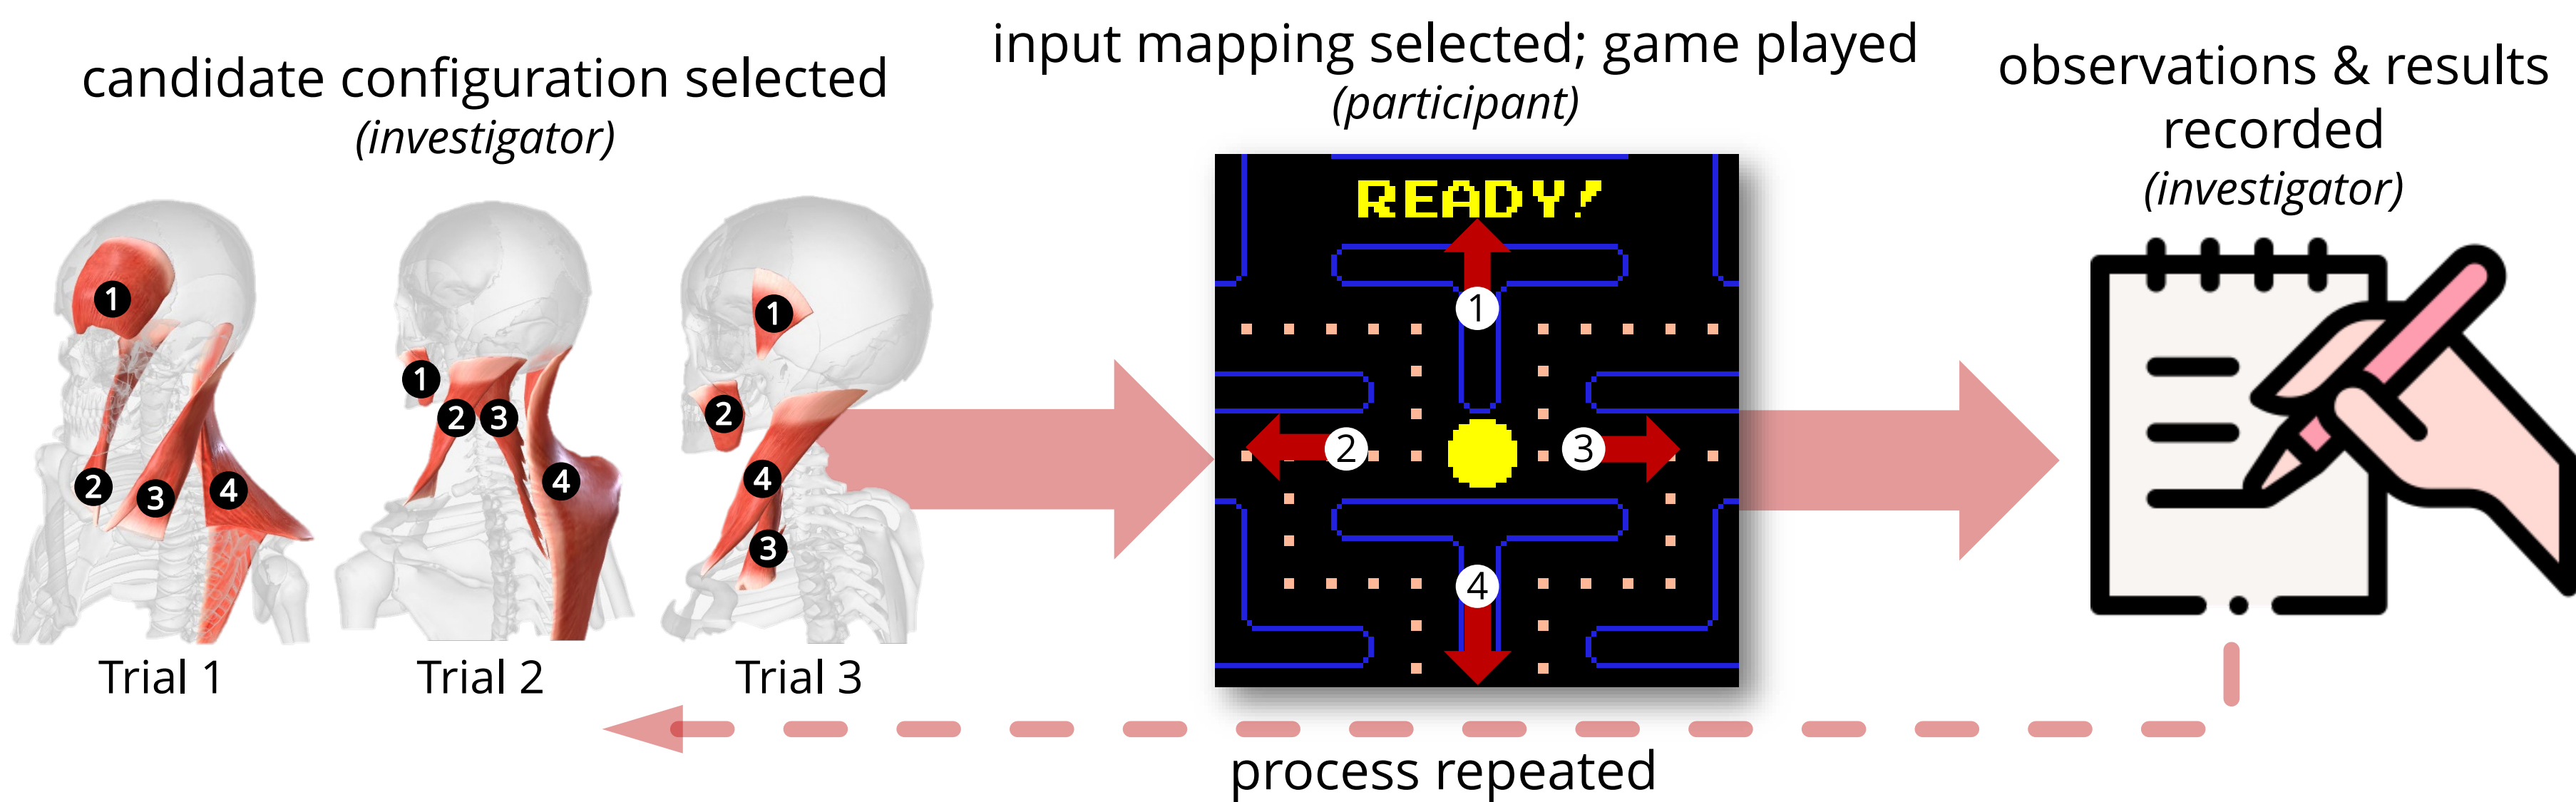 candidate configuration selected
(investigator)
1
2
3
4
Trial 1
1
2
3
4
Trial 2
1
2
4
3
Trial 3
input mapping selected; game played
(participant)
READY!
1
2
3
4
observations & results
recorded
(investigator)
process repeated